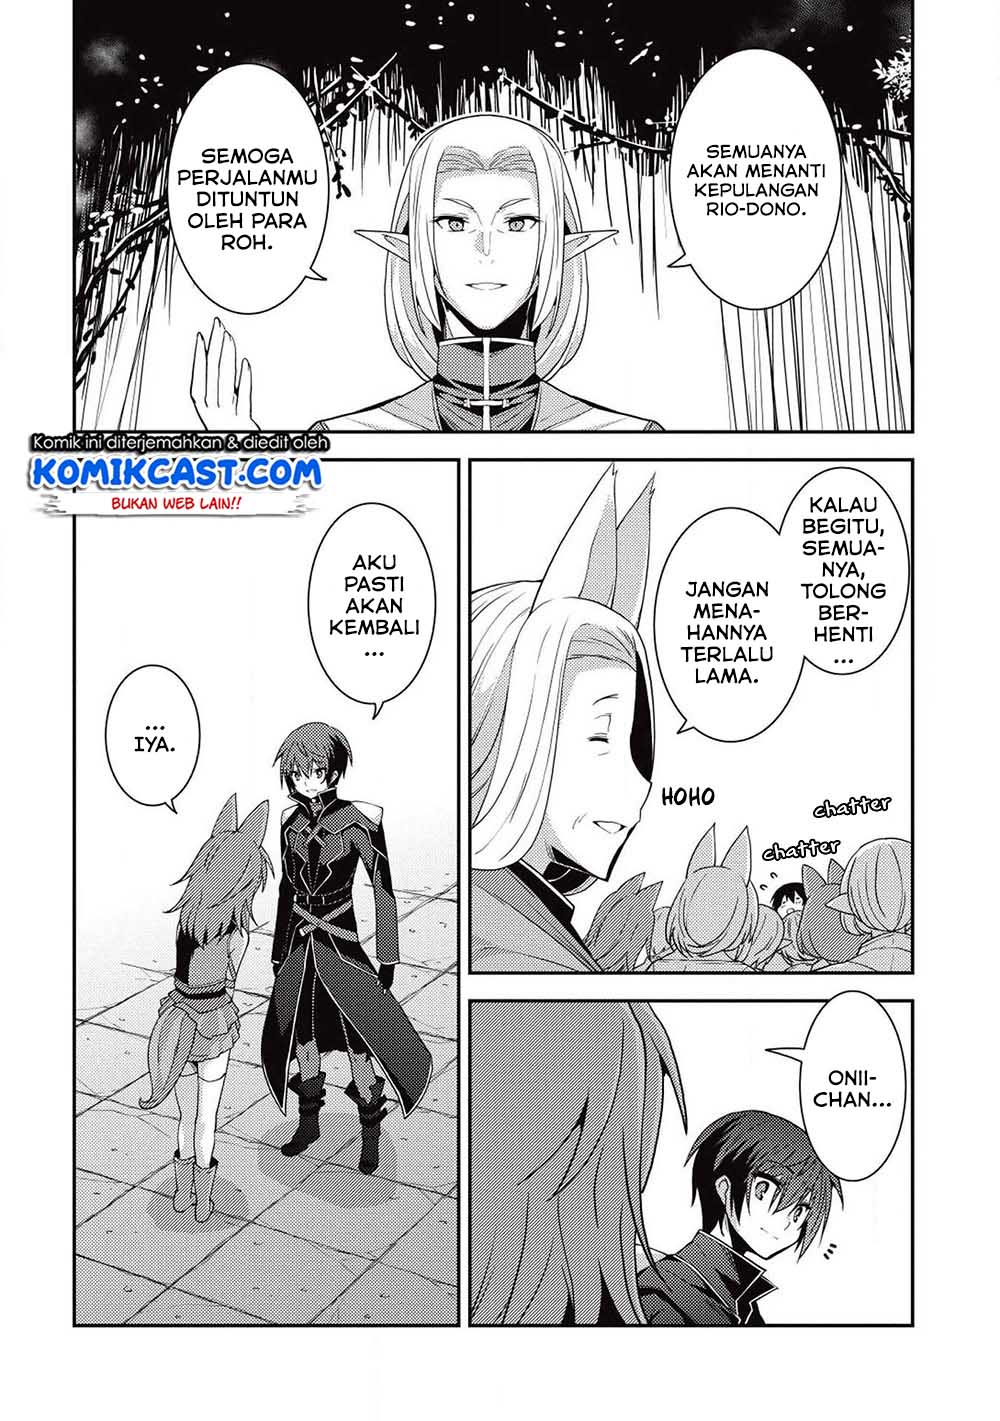 SEMUANYA
AKAN MENANTI
KEPULANGAN
RIO-DONO.
SEMOGA
PERJALANMU
DITUNTUN
OLEH PARA
ROH.
Komik ini diterjemahkan & diedit oleh
KOMIKCAST.COM
BUKAN WEB LAIN!!
KALAU
BEGITU,
SEMUA-
NYA,
TOLONG
BER-
HENTI
...
JANGAN
MENA-
HANNYA
TERLALU
LAMA.
HOHO
chatter
chatter
ONII-
CHAN...
AKU
PASTI
AKAN
KEMBALI
...
...
IYA.